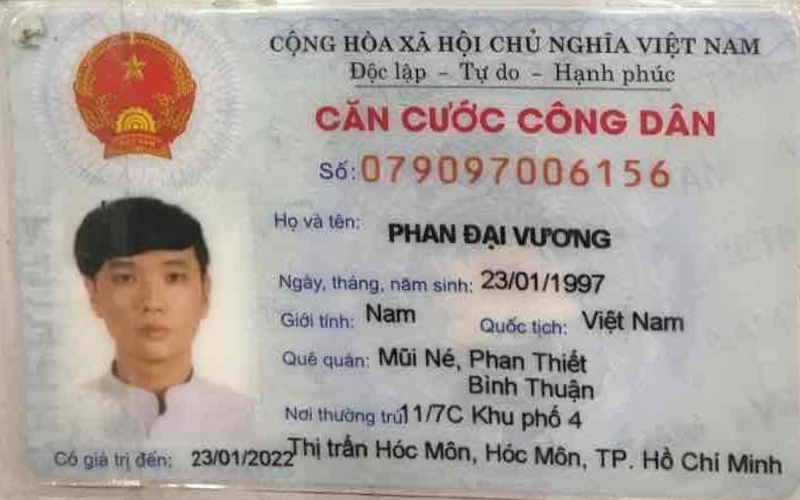 CỘNG HÒA XÃ HỘI CHỦ NGHĨA VIỆT NAM
Độc lập - Tự do - Hạnh phúc
CĂN CƯỚC CÔNG DÂN
Số: 079097006156
Họ và tên: PHAN ĐẠI VƯƠNG
Ngày, tháng, năm sinh: 23/01/1997
Giới tính: Nam Quốc tịch: Việt Nam
Quê quán: Mũi Né, Phan Thiết
Bình Thuận
Nơi thường trú: 11/7C Khu phố 4
Thị trấn Hóc Môn, Hóc Môn, TP. Hồ Chí Minh
Có giá trị đến: 23/01/2022